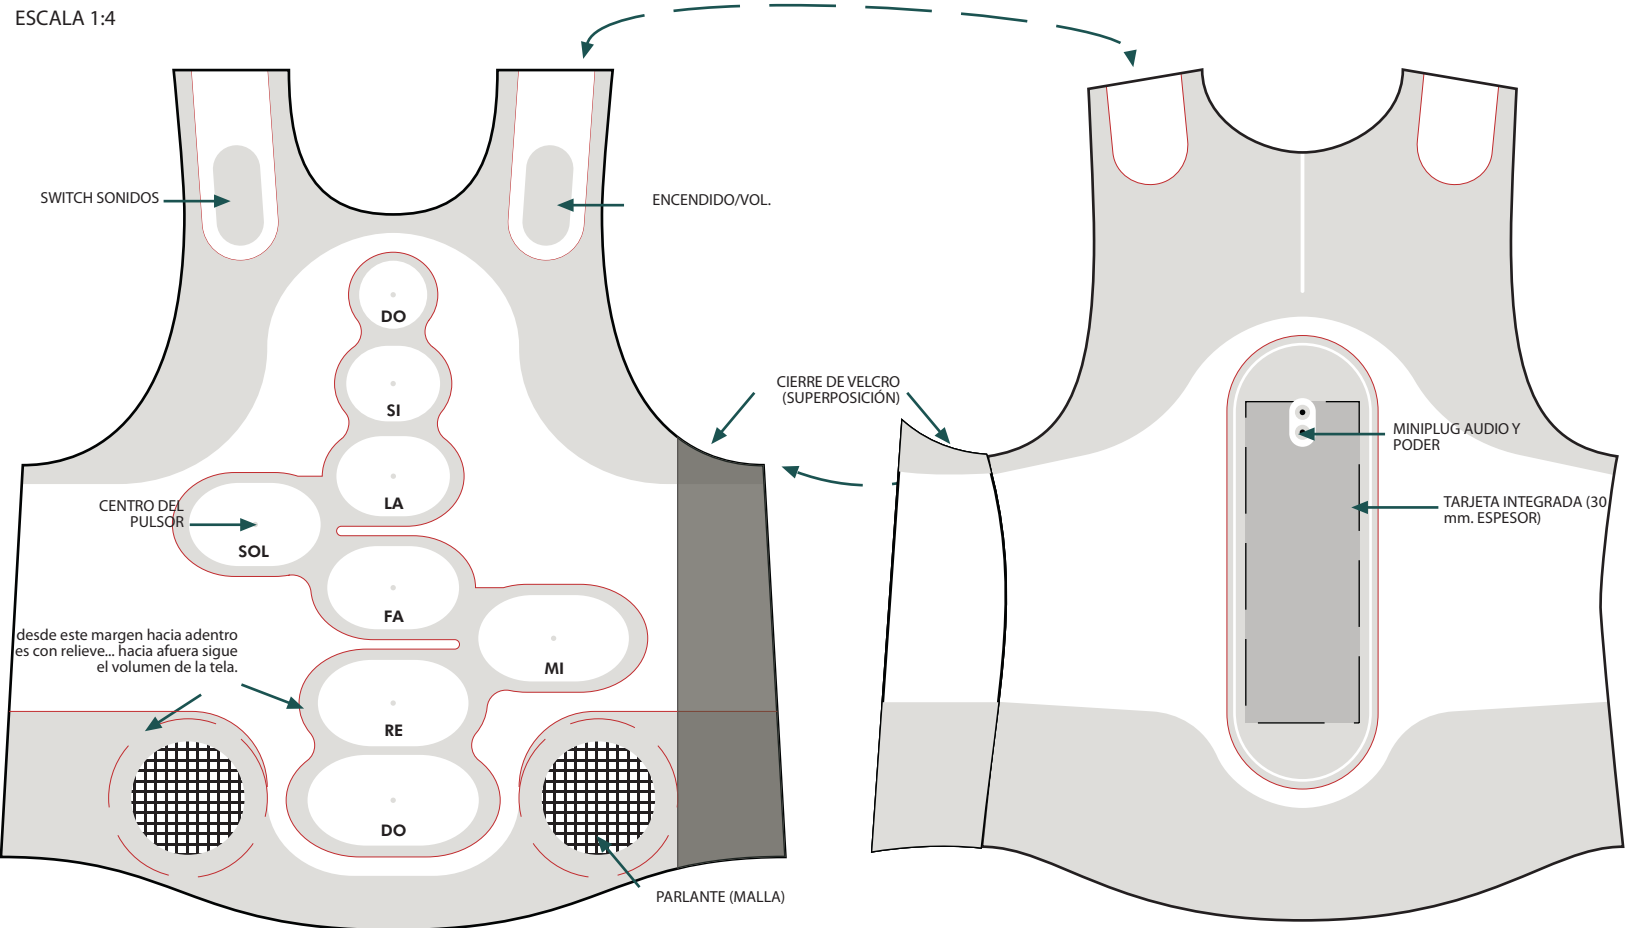 ESCALA 1:4
SWITCH SONIDOS
ENCENDIDO/VOL.
DO
SI
LA
CENTRO DEL
PULSOR
SOL
FA
MI
desde este margen hacia adentro
es con relieve... hacia afuera sigue
el volumen de la tela.
RE
DO
PARLANTE (MALLA)
CIERRE DE VELCRO
(SUPERPOSICIÓN)
MINIPLUG AUDIO Y
PODER
TARJETA INTEGRADA (30
mm. ESPESOR)